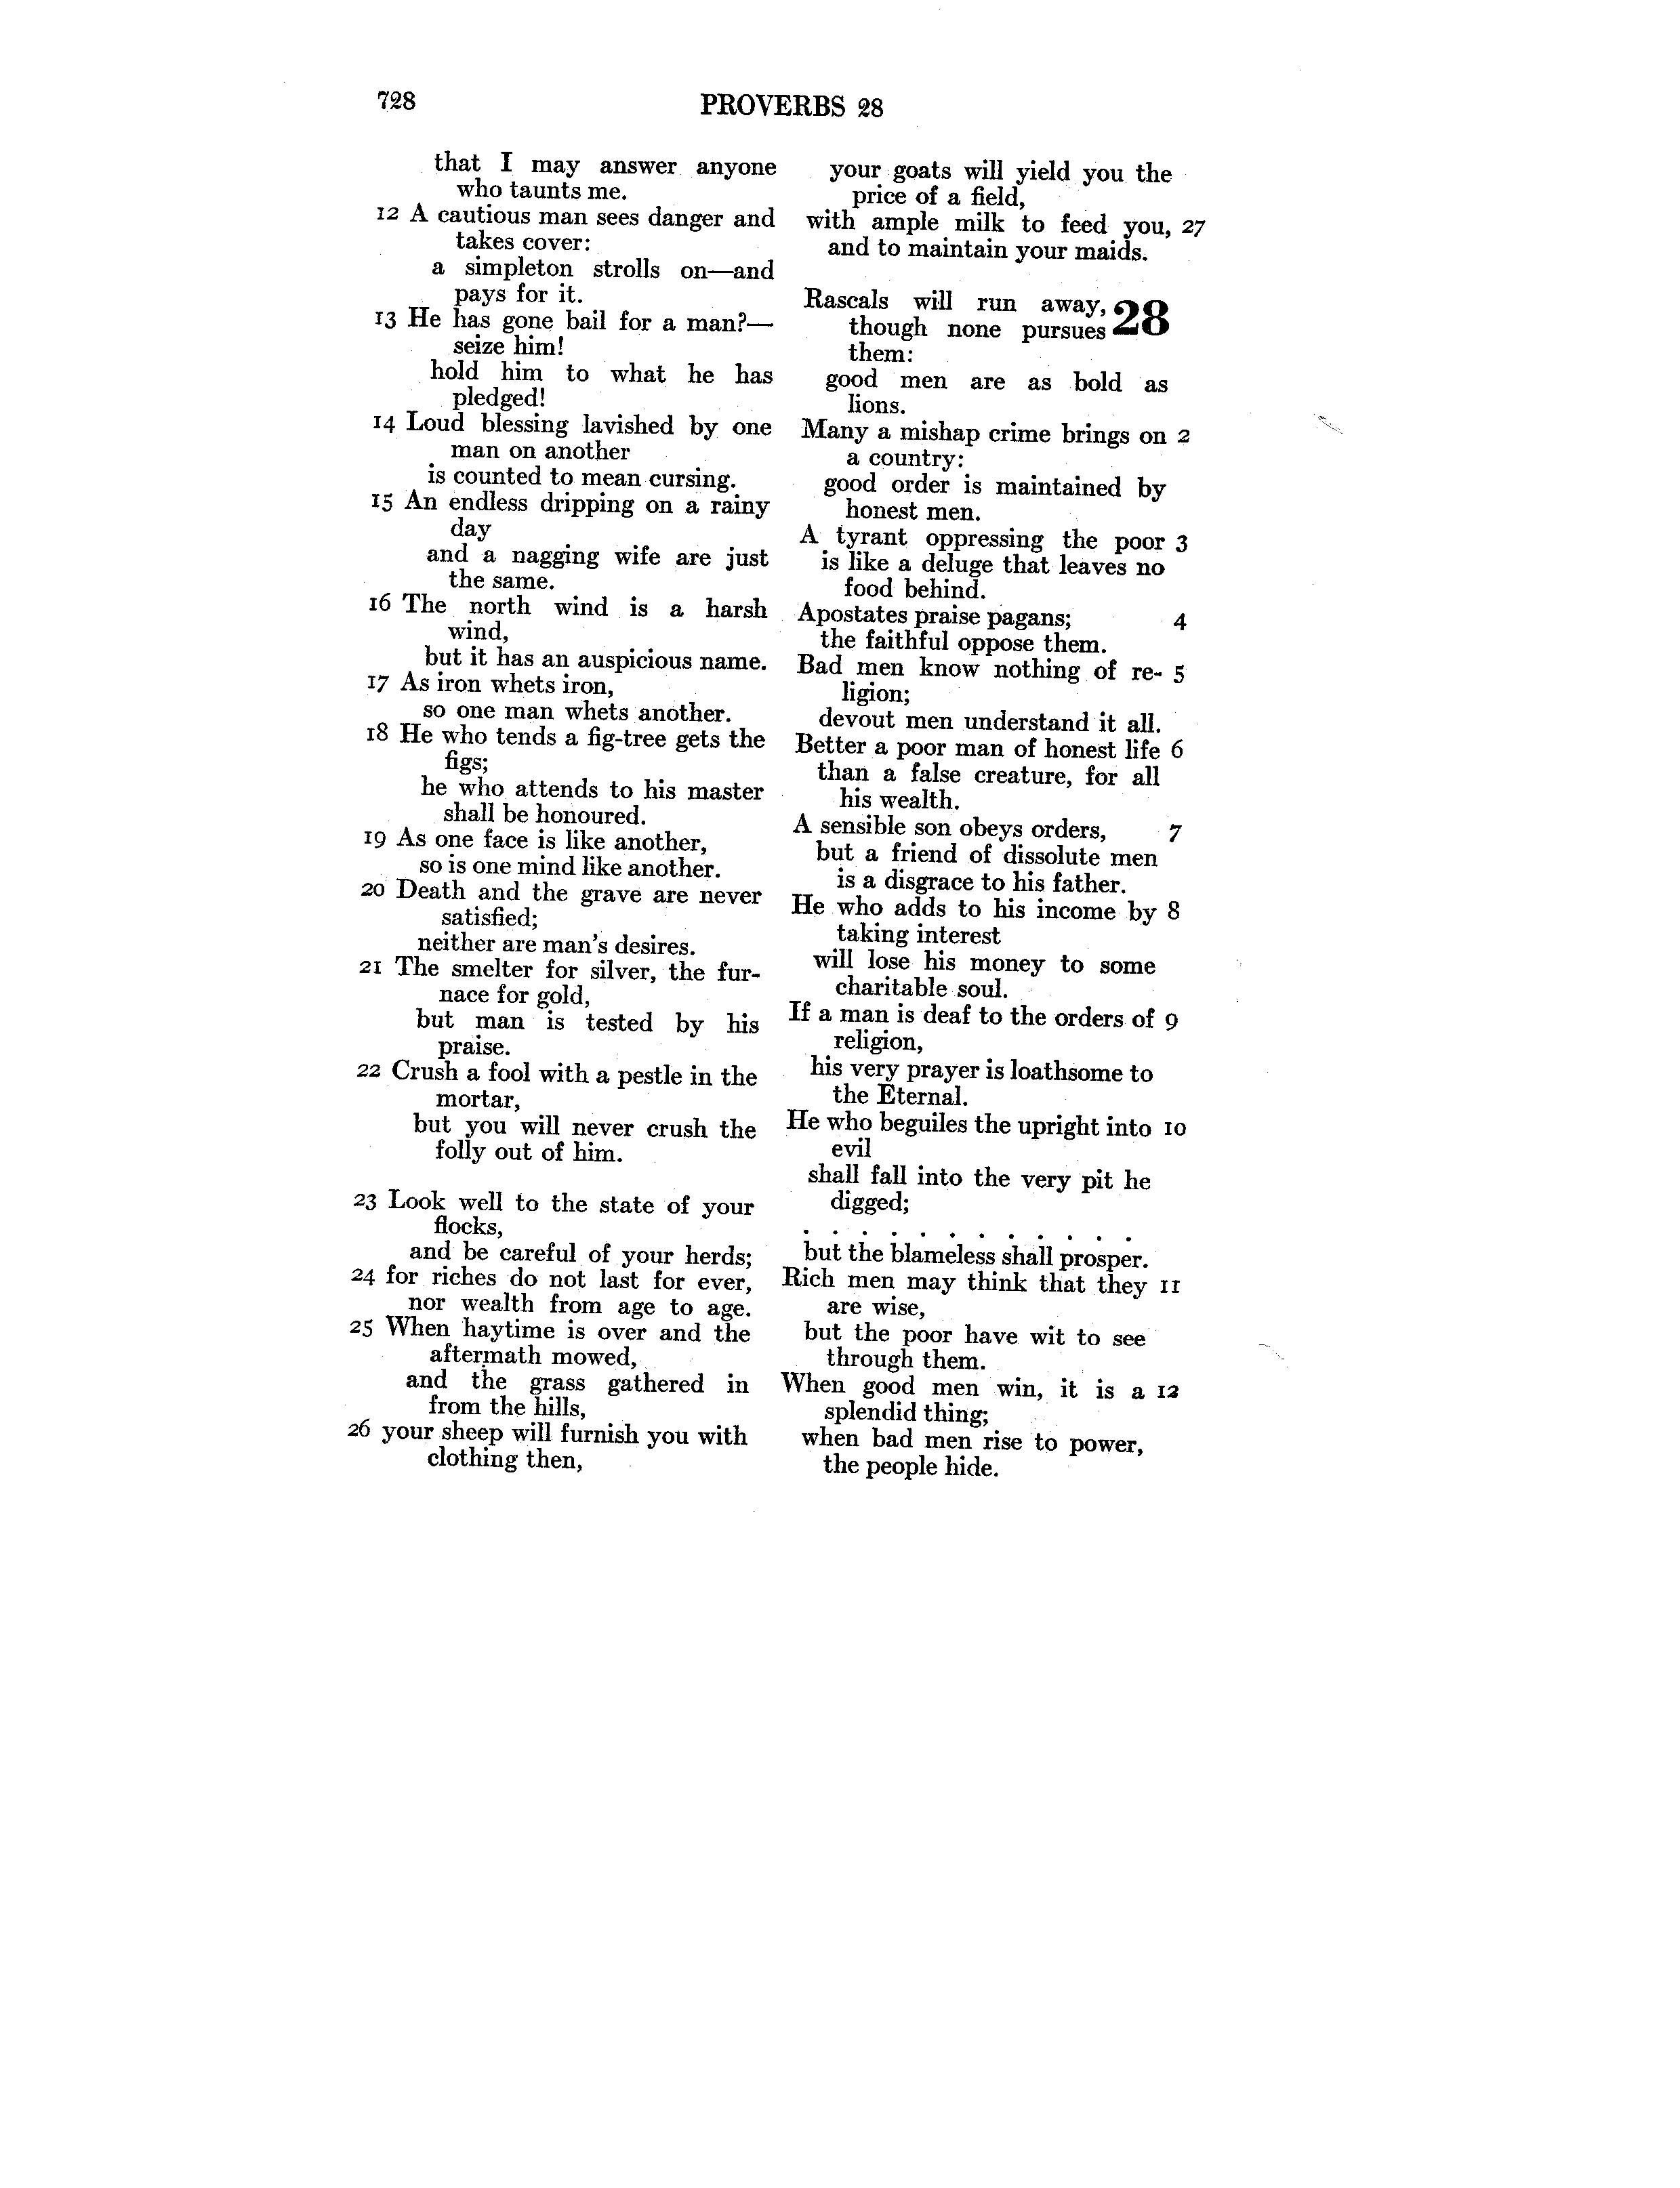 728
PROVERBS 28
that I may answer anyone
who taunts me.
12 A cautious man sees danger and
takes cover:
a simpleton strolls on—and
pays for it.
13 He has gone bail for a man?—
seize him!
hold him to what he has
pledged!
14 Loud blessing lavished by one
man on another
is counted to mean cursing.
15 An endless dripping on a rainy
day
and a nagging wife are just
the same.
16 The north wind is a harsh
wind,
but it has an auspicious name.
17 As iron whets iron,
so one man whets another.
18 He who tends a fig-tree gets the
figs;
he who attends to his master
shall be honoured.
19 As one face is like another,
so is one mind like another.
20 Death and the grave are never
satisfied;
neither are man's desires.
21 The smelter for silver, the fur-
nace for gold,
but man is tested by his
praise.
22 Crush a fool with a pestle in the
mortar,
but you will never crush the
folly out of him.
23 Look well to the state of your
flocks,
and be careful of your herds;
24 for riches do not last for ever,
nor wealth from age to age.
25 When haytime is over and the
aftermath mowed,
and the grass gathered in
from the hills,
26 your sheep will furnish you with
clothing then,
your goats will yield you the
price of a field,
with ample milk to feed you, 27
and to maintain your maids.
Rascals will run away, 28
though none pursues
them:
good men are as bold as
lions.
Many a mishap crime brings on 2
a country:
good order is maintained by
honest men.
A tyrant oppressing the poor 3
is like a deluge that leaves no
food behind.
Apostates praise pagans; 4
the faithful oppose them.
Bad men know nothing of re- 5
ligion;
devout men understand it all.
Better a poor man of honest life 6
than a false creature, for all
his wealth.
A sensible son obeys orders, 7
but a friend of dissolute men
is a disgrace to his father.
He who adds to his income by 8
taking interest
will lose his money to some
charitable soul.
If a man is deaf to the orders of 9
religion,
his very prayer is loathsome to
the Eternal.
He who beguiles the upright into 10
evil
shall fall into the very pit he
digged;
. . . . . . . . . . . .
but the blameless shall prosper.
Rich men may think that they 11
are wise,
but the poor have wit to see
through them.
When good men win, it is a 12
splendid thing;
when bad men rise to power,
the people hide.